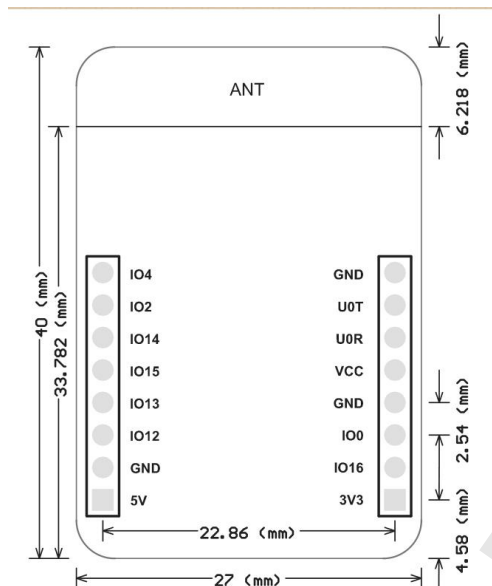 ANT
6.218 (mm)
40 (mm)
33.782 (mm)
IO4 GND
IO2 U0T
IO14 U0R
IO15 VCC
IO13 GND
IO12 IO0
GND IO16
5V 3V3
2.54 (mm)
22.86 (mm)
4.58 (mm)
27 (mm)